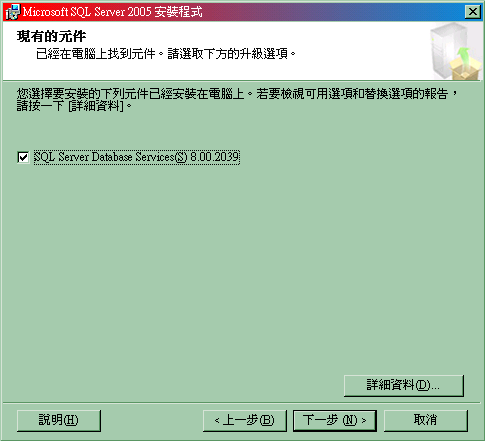 Microsoft SQL Server 2005 安裝程式
現有的元件
已經在電腦上找到元件。請選取下方的升級選項。
您選擇要安裝的下列元件已經安裝在電腦上。若要檢視可用選項和替換選項的報告，
請按一下 [詳細資料]。
SQL Server Database Services(S) 8.00.2039
詳細資料(D)...
說明(H)
< 上一步(B)
下一步 (N) >
取消